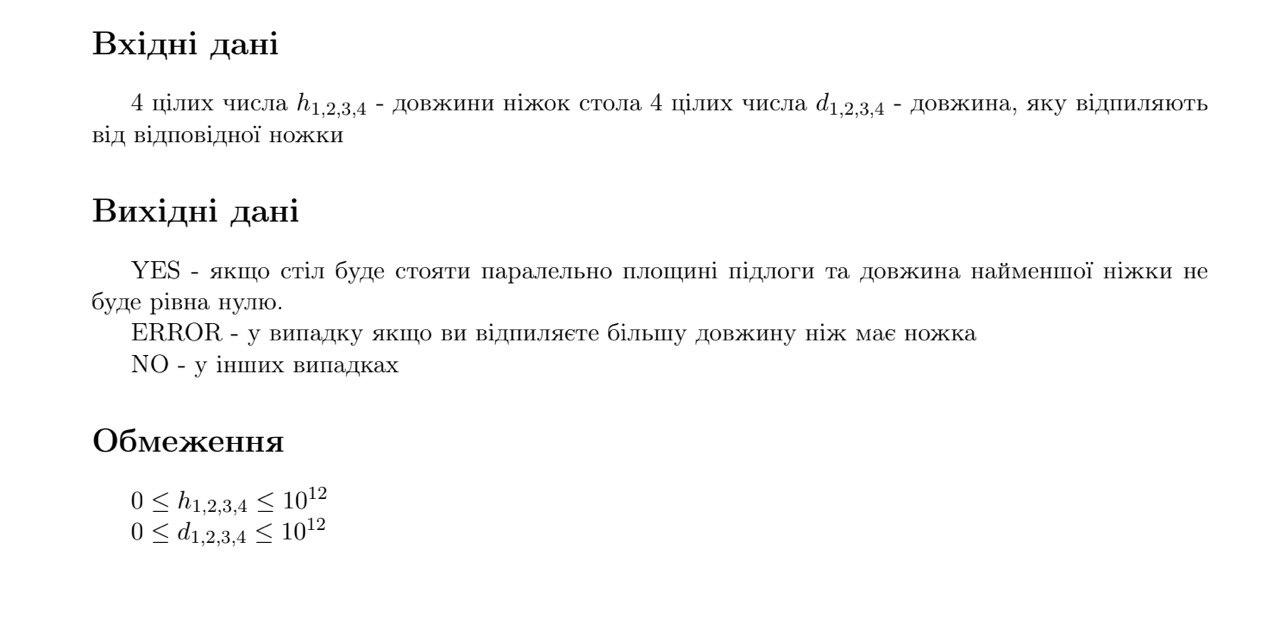 Вхідні дані
4 цілих числа h1,2,3,4 - довжини ніжок стола 4 цілих числа d1,2,3,4 - довжина, яку відпиляють
від відповідної ножки
Вихідні дані
YES - якщо стіл буде стояти паралельно площині підлоги та довжина найменшої ніжки не
буде рівна нулю.
ERROR - у випадку якщо ви відпиляєте більшу довжину ніж має ножка
NO - у інших випадках
Обмеження
0 ≤ h1,2,3,4 ≤ 10^12
0 ≤ d1,2,3,4 ≤ 10^12